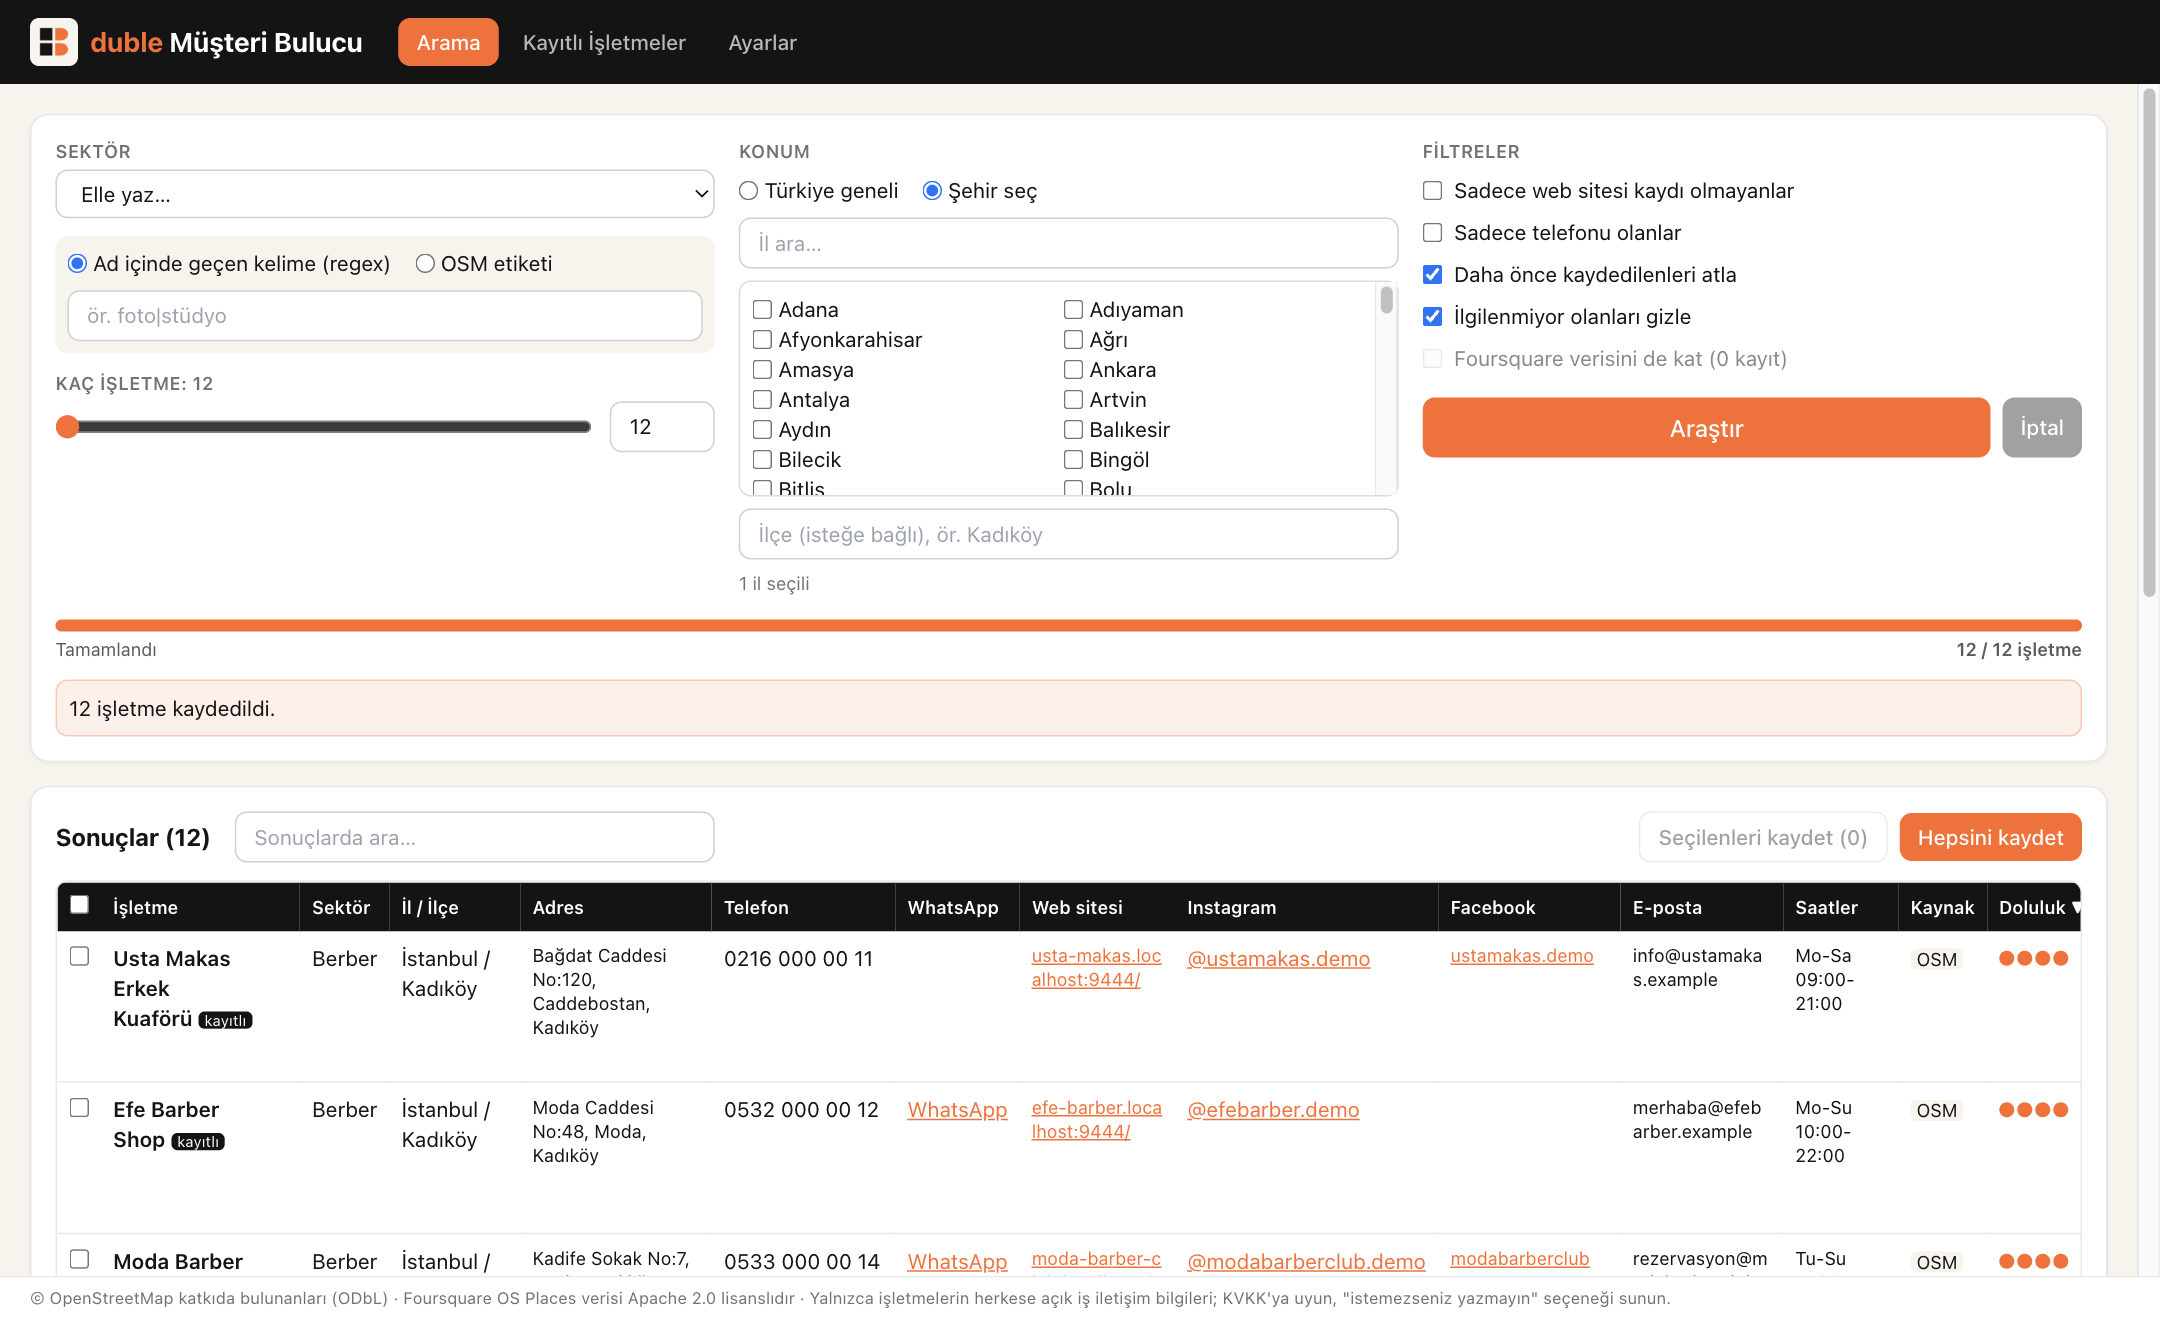 duble Müşteri Bulucu
Arama
Kayıtlı İşletmeler
Ayarlar
SEKTÖR
Elle yaz...
Ad içinde geçen kelime (regex)
OSM etiketi
ör. foto|stüdyo
KAÇ İŞLETME: 12
12
KONUM
Türkiye geneli
Şehir seç
İl ara...
Adana
Adıyaman
Afyonkarahisar
Ağrı
Amasya
Ankara
Antalya
Artvin
Aydın
Balıkesir
Bilecik
Bingöl
Bitlis
Bolu
İlçe (isteğe bağlı), ör. Kadıköy
1 il seçili
FİLTRELER
Sadece web sitesi kaydı olmayanlar
Sadece telefonu olanlar
Daha önce kaydedilenleri atla
İlgilenmiyor olanları gizle
Foursquare verisini de kat (0 kayıt)
Araştır
İptal
Tamamlandı
12 / 12 işletme
12 işletme kaydedildi.
Sonuçlar (12)
Sonuçlarda ara...
Seçilenleri kaydet (0)
Hepsini kaydet
İşletme
Sektör
İl / İlçe
Adres
Telefon
WhatsApp
Web sitesi
Instagram
Facebook
E-posta
Saatler
Kaynak
Doluluk ▼
Usta Makas
Erkek
Kuaförü kayıtlı
Berber
İstanbul /
Kadıköy
Bağdat Caddesi
No:120,
Caddebostan,
Kadıköy
0216 000 00 11
usta-makas.loc
alhost:9444/
@ustamakas.demo
ustamakas.demo
info@ustamaka
s.example
Mo-Sa
09:00-
21:00
OSM
Efe Barber
Shop kayıtlı
Berber
İstanbul /
Kadıköy
Moda Caddesi
No:48, Moda,
Kadıköy
0532 000 00 12
WhatsApp
efe-barber.loca
lhost:9444/
@efebarber.demo
merhaba@efeb
arber.example
Mo-Su
10:00-
22:00
OSM
Moda Barber
Berber
İstanbul /
Kadife Sokak No:7,
0533 000 00 14
WhatsApp
moda-barber-c
@modabarberclub.demo
modabarberclub
rezervasyon@m
Tu-Su
OSM
© OpenStreetMap katkıda bulunanları (ODbL) · Foursquare OS Places verisi Apache 2.0 lisanslıdır · Yalnızca işletmelerin herkese açık iş iletişim bilgileri; KVKK'ya uyun, "istemezseniz yazmayın" seçeneği sunun.